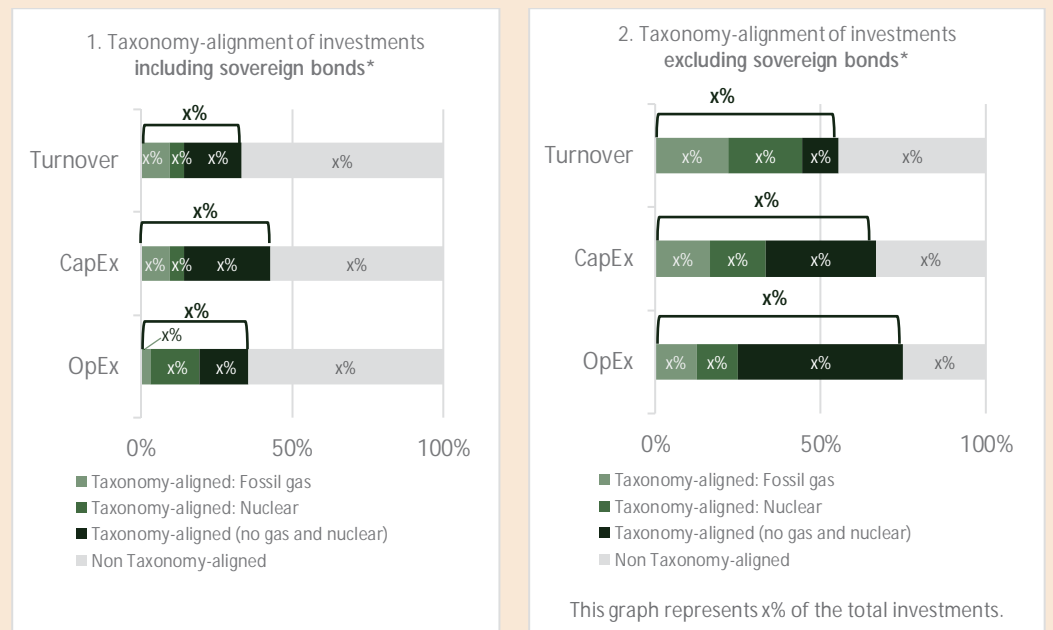 1. Taxonomy-alignment of investments
including sovereign bonds*
x%
Turnover
x% x% x% x%
x%
CapEx
x% x% x% x%
x%
x%
OpEx
x% x% x%
0% 50% 100%
Taxonomy-aligned: Fossil gas
Taxonomy-aligned: Nuclear
Taxonomy-aligned (no gas and nuclear)
Non Taxonomy-aligned
2. Taxonomy-alignment of investments
excluding sovereign bonds*
x%
Turnover
x% x% x% x%
x%
CapEx
x% x% x% x%
x%
OpEx
x% x% x% x%
0% 50% 100%
Taxonomy-aligned: Fossil gas
Taxonomy-aligned: Nuclear
Taxonomy-aligned (no gas and nuclear)
Non Taxonomy-aligned
This graph represents x% of the total investments.